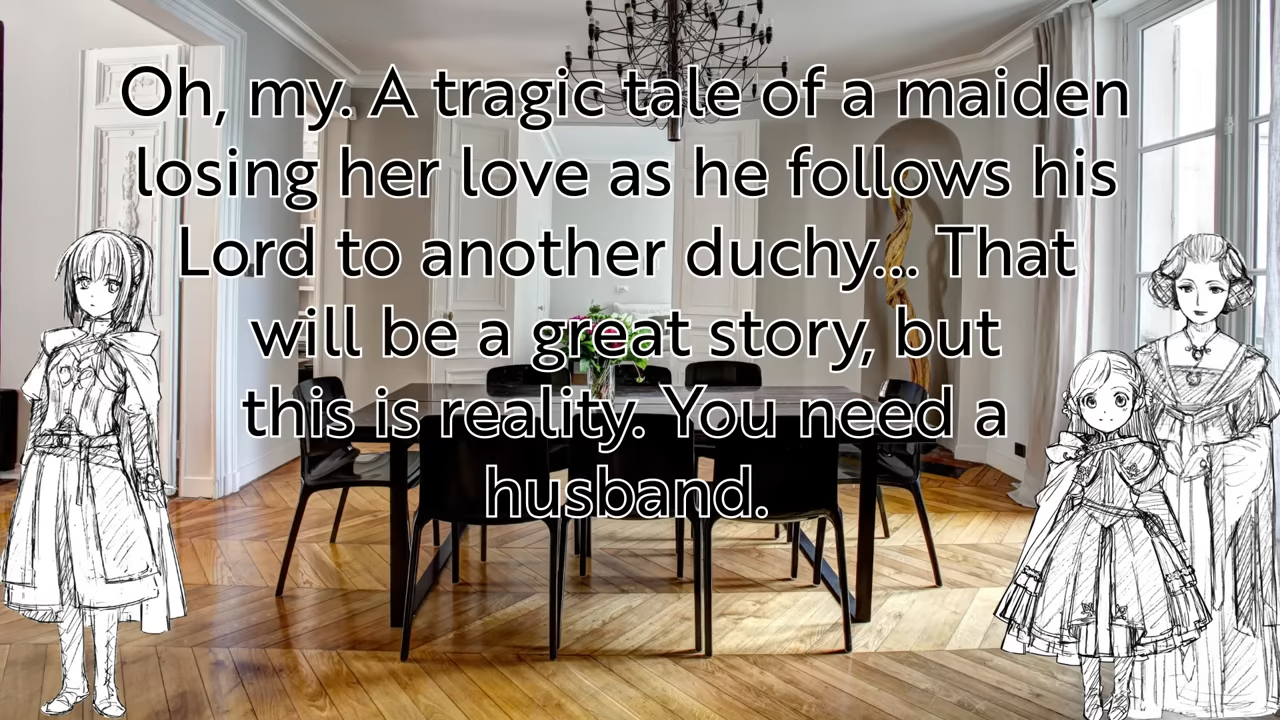 Oh, my. A tragic tale of a maiden
losing her love as he follows his
Lord to another duchy... That
will be a great story, but
this is reality. You need a
husband.